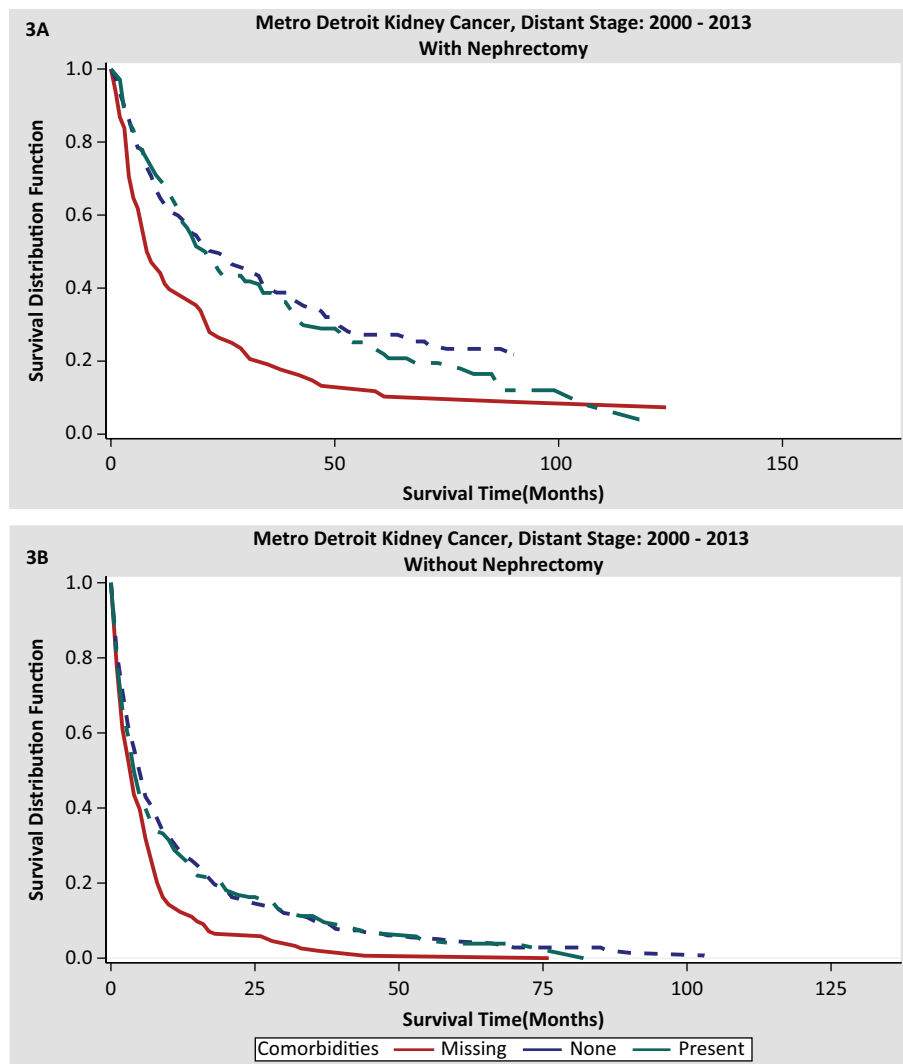 3A
Metro Detroit Kidney Cancer, Distant Stage: 2000 - 2013
With Nephrectomy
Survival Distribution Function
1.0
0.8
0.6
0.4
0.2
0.0
0 50 100 150
Survival Time(Months)
3B
Metro Detroit Kidney Cancer, Distant Stage: 2000 - 2013
Without Nephrectomy
Survival Distribution Function
1.0
0.8
0.6
0.4
0.2
0.0
0 25 50 75 100 125
Survival Time(Months)
Comorbidities Missing None Present